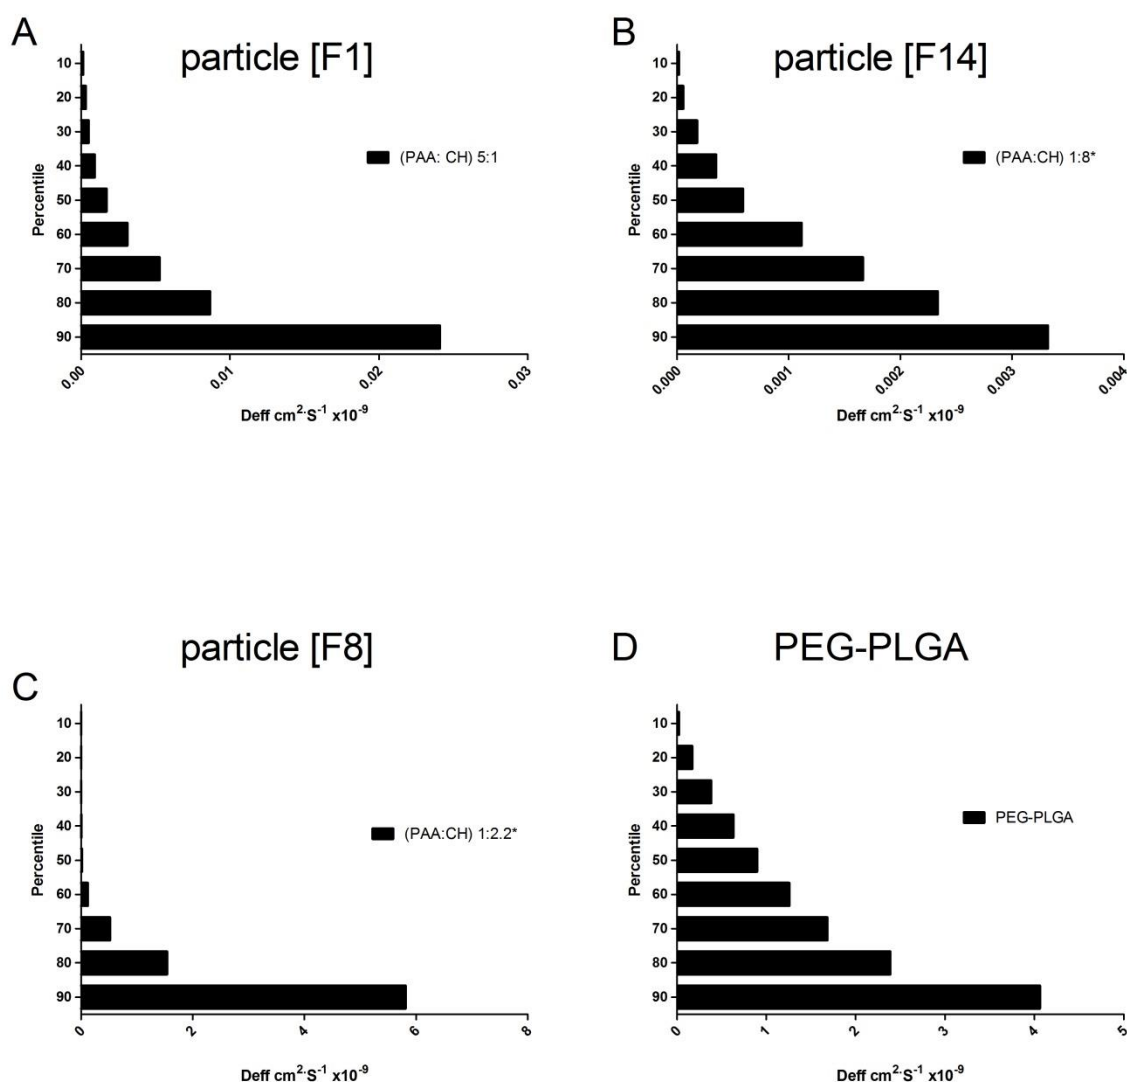 A
particle [F1]
10
20
30
40
50
60
70
80
90
Percentile
(PAA: CH) 5:1
0.00
0.01
0.02
0.03
Deff cm²·S⁻¹ x10⁻⁹
B
particle [F14]
10
20
30
40
50
60
70
80
90
Percentile
(PAA:CH) 1:8*
0.000
0.001
0.002
0.003
0.004
Deff cm²·S⁻¹ x10⁻⁹
C
particle [F8]
10
20
30
40
50
60
70
80
90
Percentile
(PAA:CH) 1:2.2*
0
2
4
6
8
Deff cm²·S⁻¹ x10⁻⁹
D
PEG-PLGA
10
20
30
40
50
60
70
80
90
Percentile
PEG-PLGA
0
1
2
3
4
5
Deff cm²·S⁻¹ x10⁻⁹